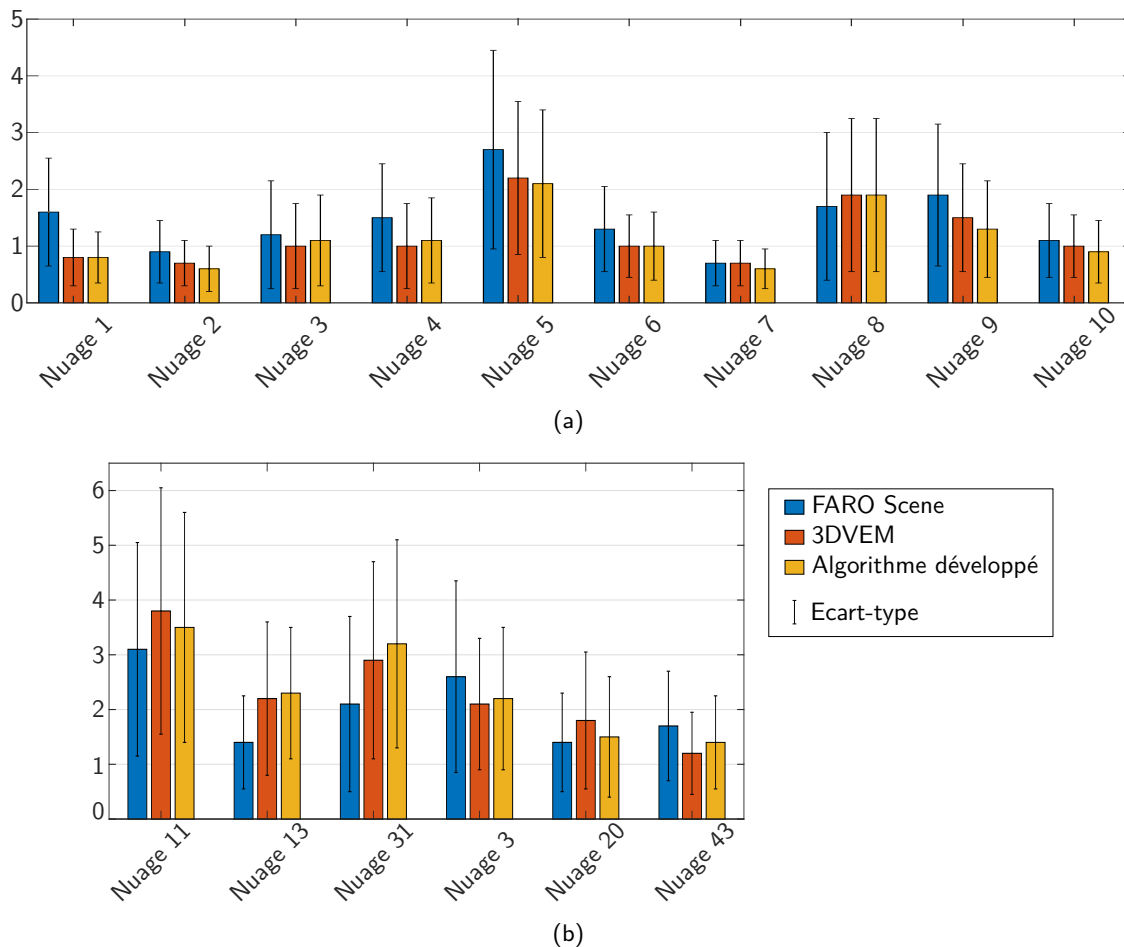 5
4
3
2
1
0
Nuage 1
Nuage 2
Nuage 3
Nuage 4
Nuage 5
Nuage 6
Nuage 7
Nuage 8
Nuage 9
Nuage 10
(a)
6
5
4
3
2
1
0
Nuage 11
Nuage 13
Nuage 31
Nuage 3
Nuage 20
Nuage 43
FARO Scene
3DVEM
Algorithme développé
Ecart-type
(b)